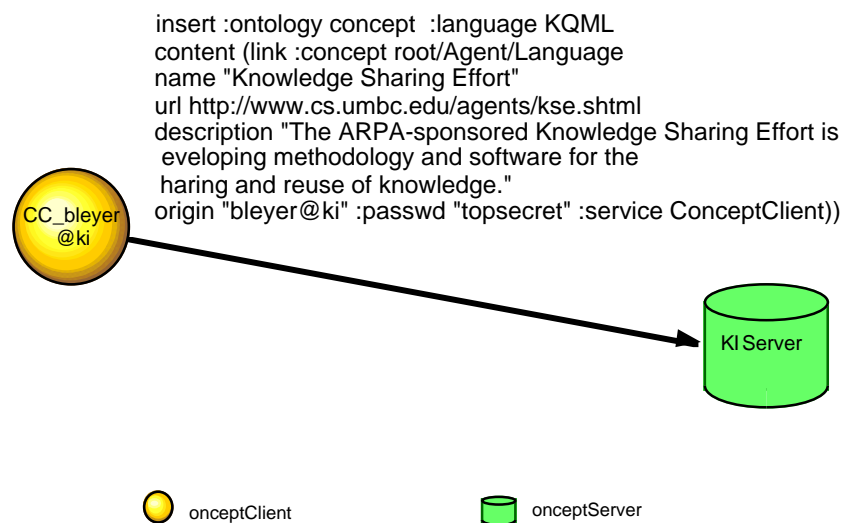 insert :ontology concept :language KQML
content (link :concept root/Agent/Language
name "Knowledge Sharing Effort"
url http://www.cs.umbc.edu/agents/kse.shtml
description "The ARPA-sponsored Knowledge Sharing Effort is
eveloping methodology and software for the
haring and reuse of knowledge."
origin "bleyer@ki" :passwd "topsecret" :service ConceptClient))
CC_bleyer
@ki
KI Server
onceptClient
onceptServer